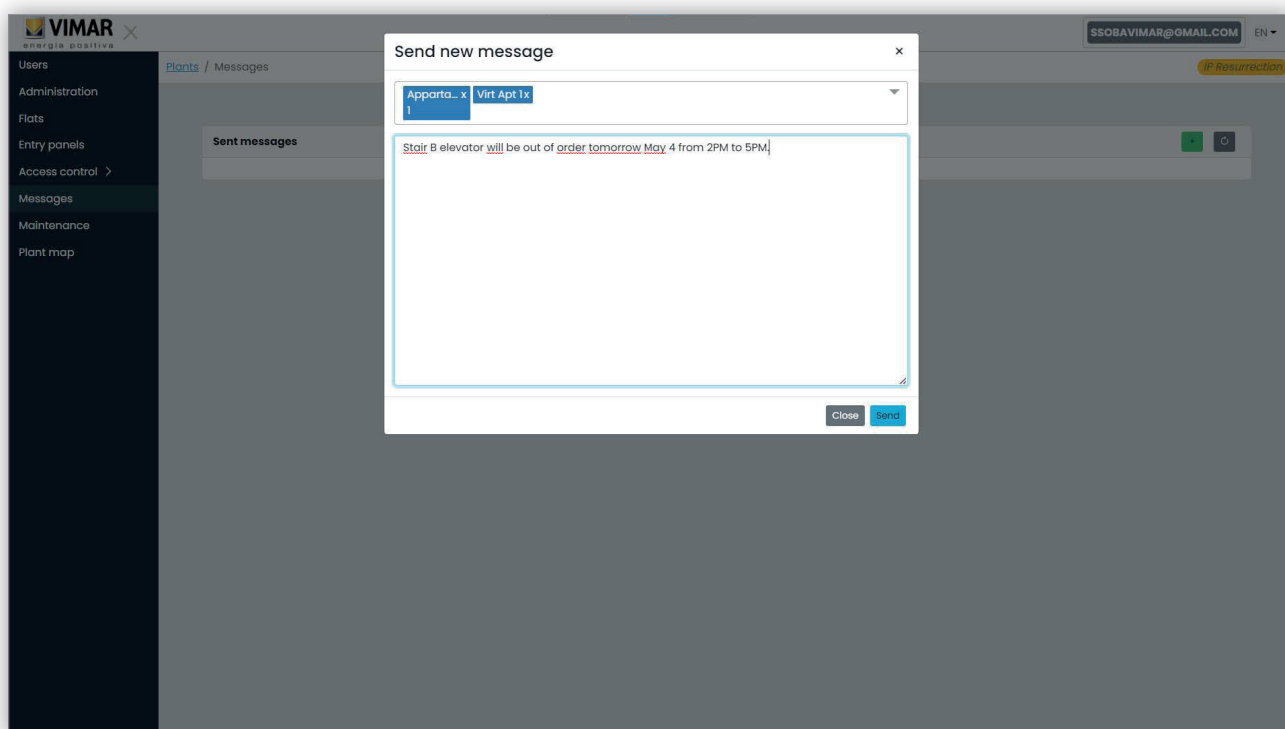 VIMAR
energia positiva
SSOBAVIMAR@GMAIL.COM EN
Users
Administration
Flats
Entry panels
Access control >
Messages
Maintenance
Plant map
Plants / Messages
IP Resurrection
Sent messages
Send new message ×
Apparta... x Virt Apt 1x
1
Stair B elevator will be out of order tomorrow May 4 from 2PM to 5PM.
Close Send